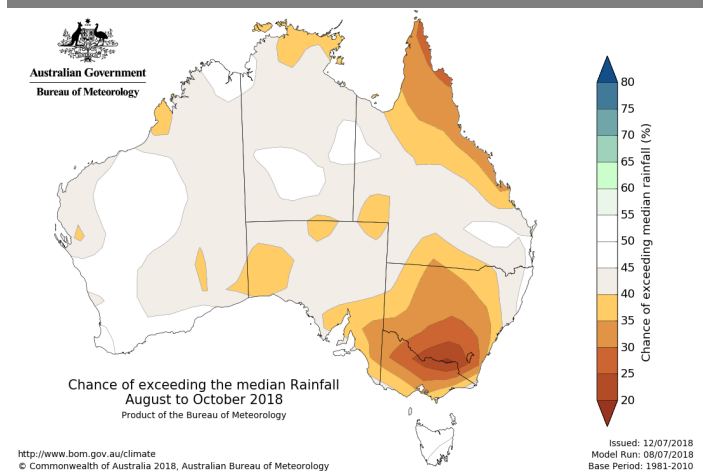 Australian Government
Bureau of Meteorology
80
75
70
65
60
55
50
45
40
35
30
25
20
Chance of exceeding median rainfall (%)
Chance of exceeding the median Rainfall
August to October 2018
Product of the Bureau of Meteorology
http://www.bom.gov.au/climate
© Commonwealth of Australia 2018, Australian Bureau of Meteorology
Issued: 12/07/2018
Model Run: 08/07/2018
Base Period: 1981-2010